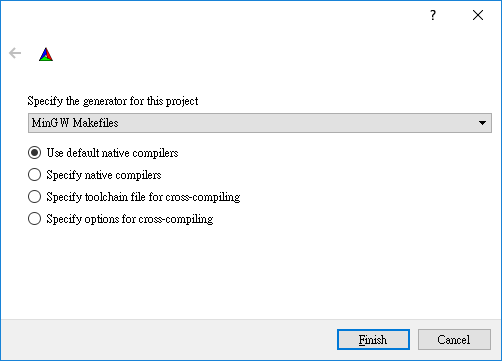 ?
Specify the generator for this project
MinGW Makefiles
Use default native compilers
Specify native compilers
Specify toolchain file for cross-compiling
Specify options for cross-compiling
Finish
Cancel